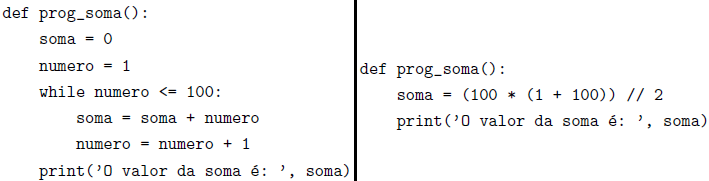 def prog_soma():
    soma = 0
    numero = 1
    while numero <= 100:
        soma = soma + numero
        numero = numero + 1
    print('O valor da soma é: ', soma)
def prog_soma():
    soma = (100 * (1 + 100)) // 2
    print('O valor da soma é: ', soma)